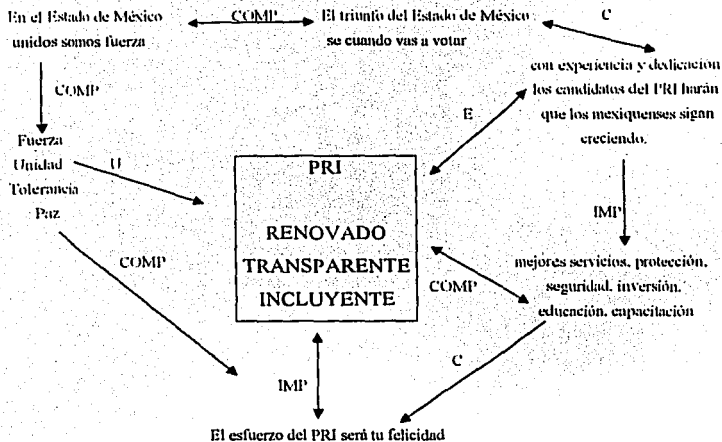 En el Estado de México
unidos somos fuerza
COMP
El triunfo del Estado de México
se cuando vas a votar
C
con experiencia y dedicación
los candidatos del PRI harán
que los mexiquenses sigan
creciendo.
COMP
E
Fuerza
Unidad
Tolerancia
Paz
U
PRI
RENOVADO
TRANSPARENTE
INCLUYENTE
IMP
COMP
COMP
mejores servicios, protección,
seguridad, inversión,
educación, capacitación
IMP
C
El esfuerzo del PRI será tu felicidad